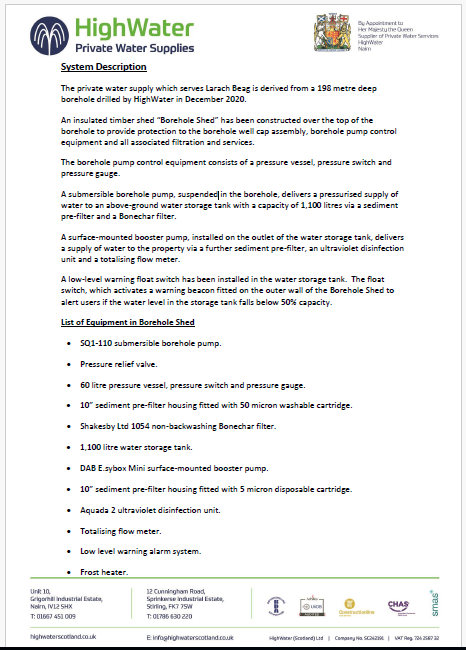 HighWater
Private Water Supplies
By Appointment to
Her Majesty the Queen
Supplier of Private Water Services
HighWater
Nairn
System Description
The private water supply which serves Larach Beag is derived from a 198 metre deep
borehole drilled by HighWater in December 2020.
An insulated timber shed “Borehole Shed” has been constructed over the top of the
borehole to provide protection to the borehole well cap assembly, borehole pump control
equipment and all associated filtration and services.
The borehole pump control equipment consists of a pressure vessel, pressure switch and
pressure gauge.
A submersible borehole pump, suspended in the borehole, delivers a pressurised supply of
water to an above-ground water storage tank with a capacity of 1,100 litres via a sediment
pre-filter and a Bonechar filter.
A surface-mounted booster pump, installed on the outlet of the water storage tank, delivers
a supply of water to the property via a further sediment pre-filter, an ultraviolet disinfection
unit and a totalising flow meter.
A low-level warning float switch has been installed in the water storage tank. The float
switch, which activates a warning beacon fitted on the outer wall of the Borehole Shed to
alert users if the water level in the storage tank falls below 50% capacity.
List of Equipment in Borehole Shed
• SQ1-110 submersible borehole pump.
• Pressure relief valve.
• 60 litre pressure vessel, pressure switch and pressure gauge.
• 10” sediment pre-filter housing fitted with 50 micron washable cartridge.
• Shakesby Ltd 1054 non-backwashing Bonechar filter.
• 1,100 litre water storage tank.
• DAB E.sybox Mini surface-mounted booster pump.
• 10” sediment pre-filter housing fitted with 5 micron disposable cartridge.
• Aquada 2 ultraviolet disinfection unit.
• Totalising flow meter.
• Low level warning alarm system.
• Frost heater.
Unit 10,
Grigorhill Industrial Estate,
Nairn, IV12 5HX
T: 01667 451 009
12 Cunningham Road,
Sprinkerse Industrial Estate,
Stirling, FK7 7SW
T: 01786 630 220
Constructionline
CHAS
smas
highwaterscotland.co.uk
E: info@highwaterscotland.co.uk
HighWater (Scotland) Ltd | Company No. SC262391 | VAT Reg. 724 2587 32